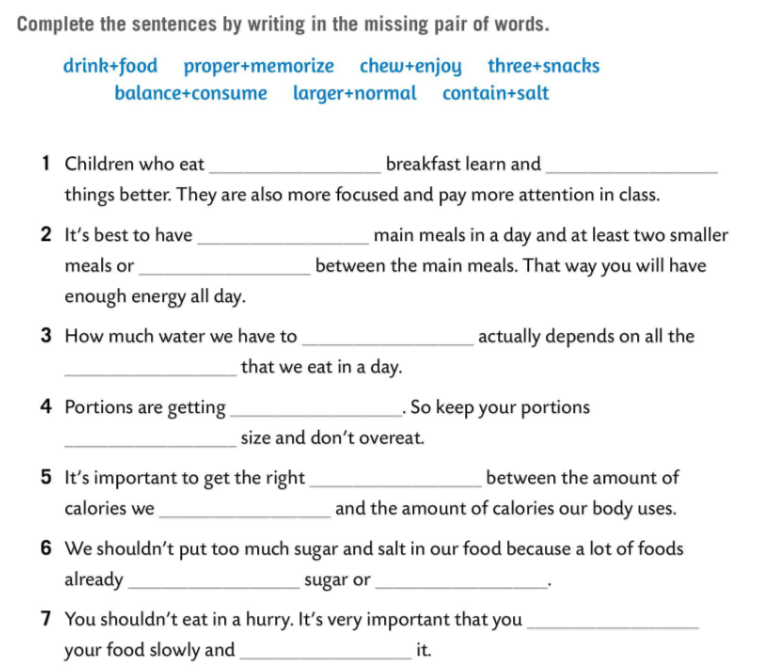 Complete the sentences by writing in the missing pair of words.
drink+food proper+memorize chew+enjoy three+snacks
balance+consume larger+normal contain+salt
1 Children who eat ________________ breakfast learn and ________________
things better. They are also more focused and pay more attention in class.
2 It's best to have ________________ main meals in a day and at least two smaller
meals or ________________ between the main meals. That way you will have
enough energy all day.
3 How much water we have to ________________ actually depends on all the
________________ that we eat in a day.
4 Portions are getting ________________. So keep your portions
________________ size and don't overeat.
5 It's important to get the right ________________ between the amount of
calories we ________________ and the amount of calories our body uses.
6 We shouldn't put too much sugar and salt in our food because a lot of foods
already ________________ sugar or ________________.
7 You shouldn't eat in a hurry. It's very important that you ________________
your food slowly and ________________ it.